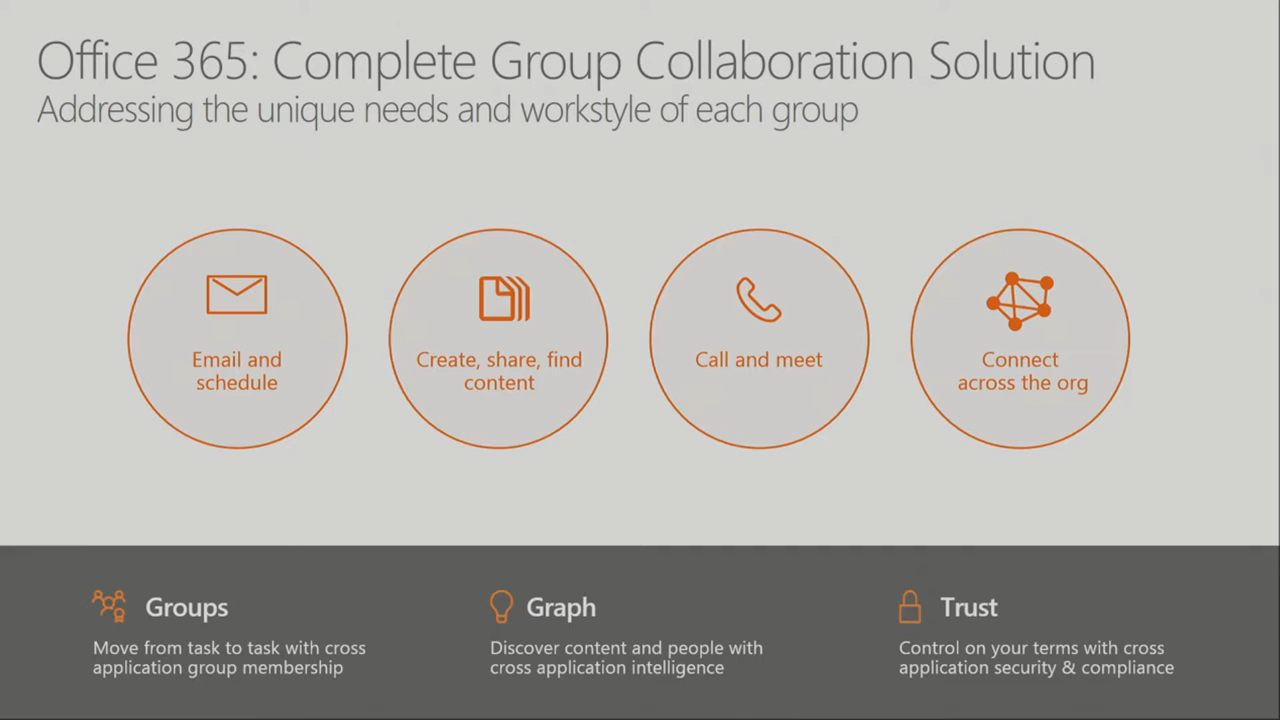 Office 365: Complete Group Collaboration Solution
Addressing the unique needs and workstyle of each group
Email and
schedule
Create, share, find
content
Call and meet
Connect
across the org
Groups
Move from task to task with cross
application group membership
Graph
Discover content and people with
cross application intelligence
Trust
Control on your terms with cross
application security & compliance